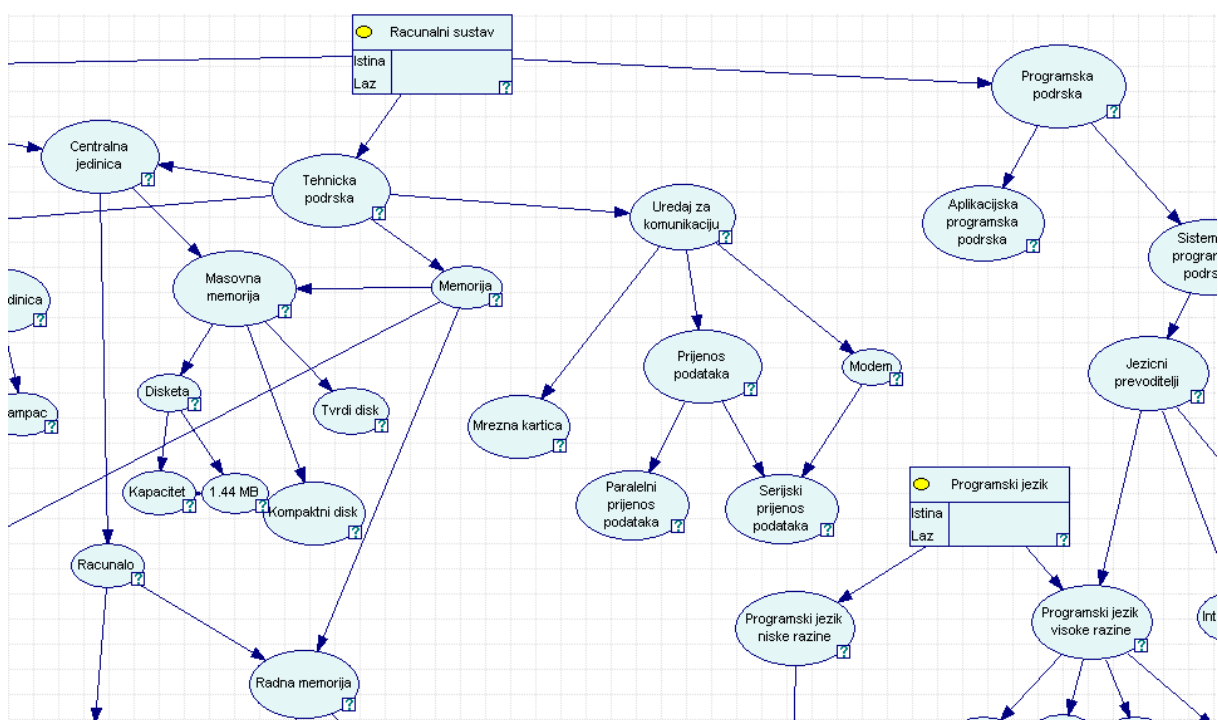 Racunalni sustav
Istina
Laz
?
Programska
podrska
?
Centralna
jedinica
?
Tehnicka
podrska
?
Uredaj za
komunikaciju
?
Aplikacijska
programska
podrska
?
Masovna
memorija
?
Memorija
?
?
Prijenos
podataka
?
Modem
?
Jezicni
prevoditelji
?
Disketa
?
Tvrdi disk
?
?
Mrezna kartica
?
Kapacitet
?
1.44 MB
?
Kompaktni disk
?
Paralelni
prijenos
podataka
?
Serijski
prijenos
podataka
?
Programski jezik
Istina
Laz
?
Racunalo
?
Programski jezik
niske razine
?
Programski jezik
visoke razine
?
Radna memorija
?